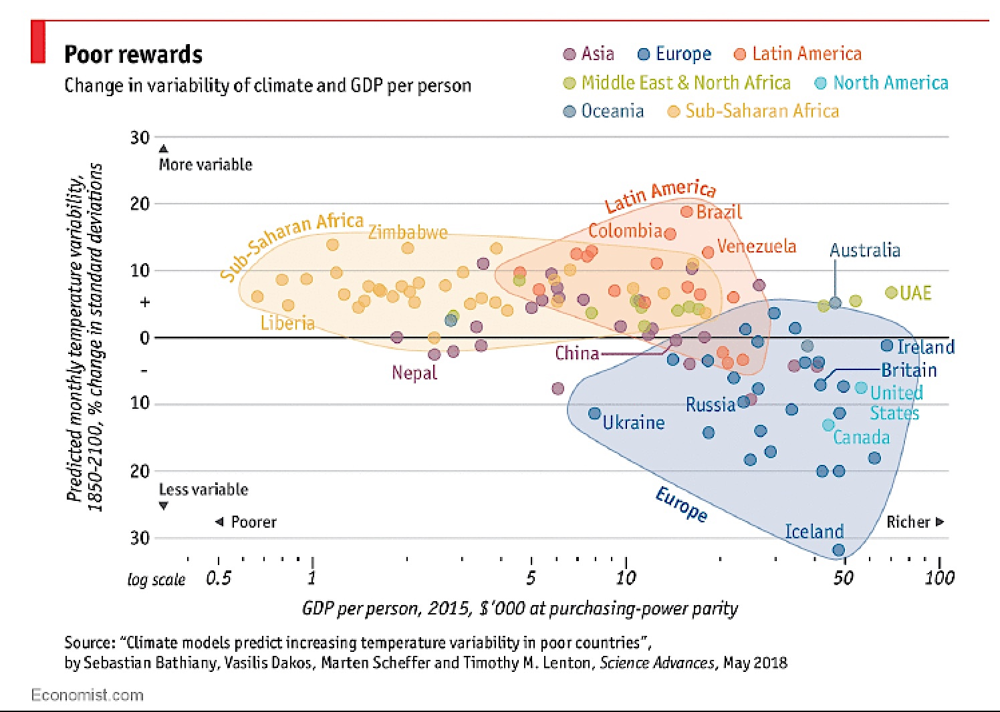 Poor rewards
Change in variability of climate and GDP per person
Asia Europe Latin America
Middle East & North Africa North America
Oceania Sub-Saharan Africa
30
More variable
Predicted monthly temperature variability,
1850-2100, % change in standard deviations
20
10
+
0
-
10
20
30
Latin America
Brazil
Colombia
Venezuela
Sub-Saharan Africa
Zimbabwe
Australia
UAE
Liberia
China
Nepal
Ireland
Britain
United
States
Russia
Ukraine
Canada
Europe
Iceland
Less variable
Poorer
Richer
log scale 0.5 1 5 10 50 100
GDP per person, 2015, $'000 at purchasing-power parity
Source: "Climate models predict increasing temperature variability in poor countries",
by Sebastian Bathiany, Vasilis Dakos, Marten Scheffer and Timothy M. Lenton, Science Advances, May 2018
Economist.com